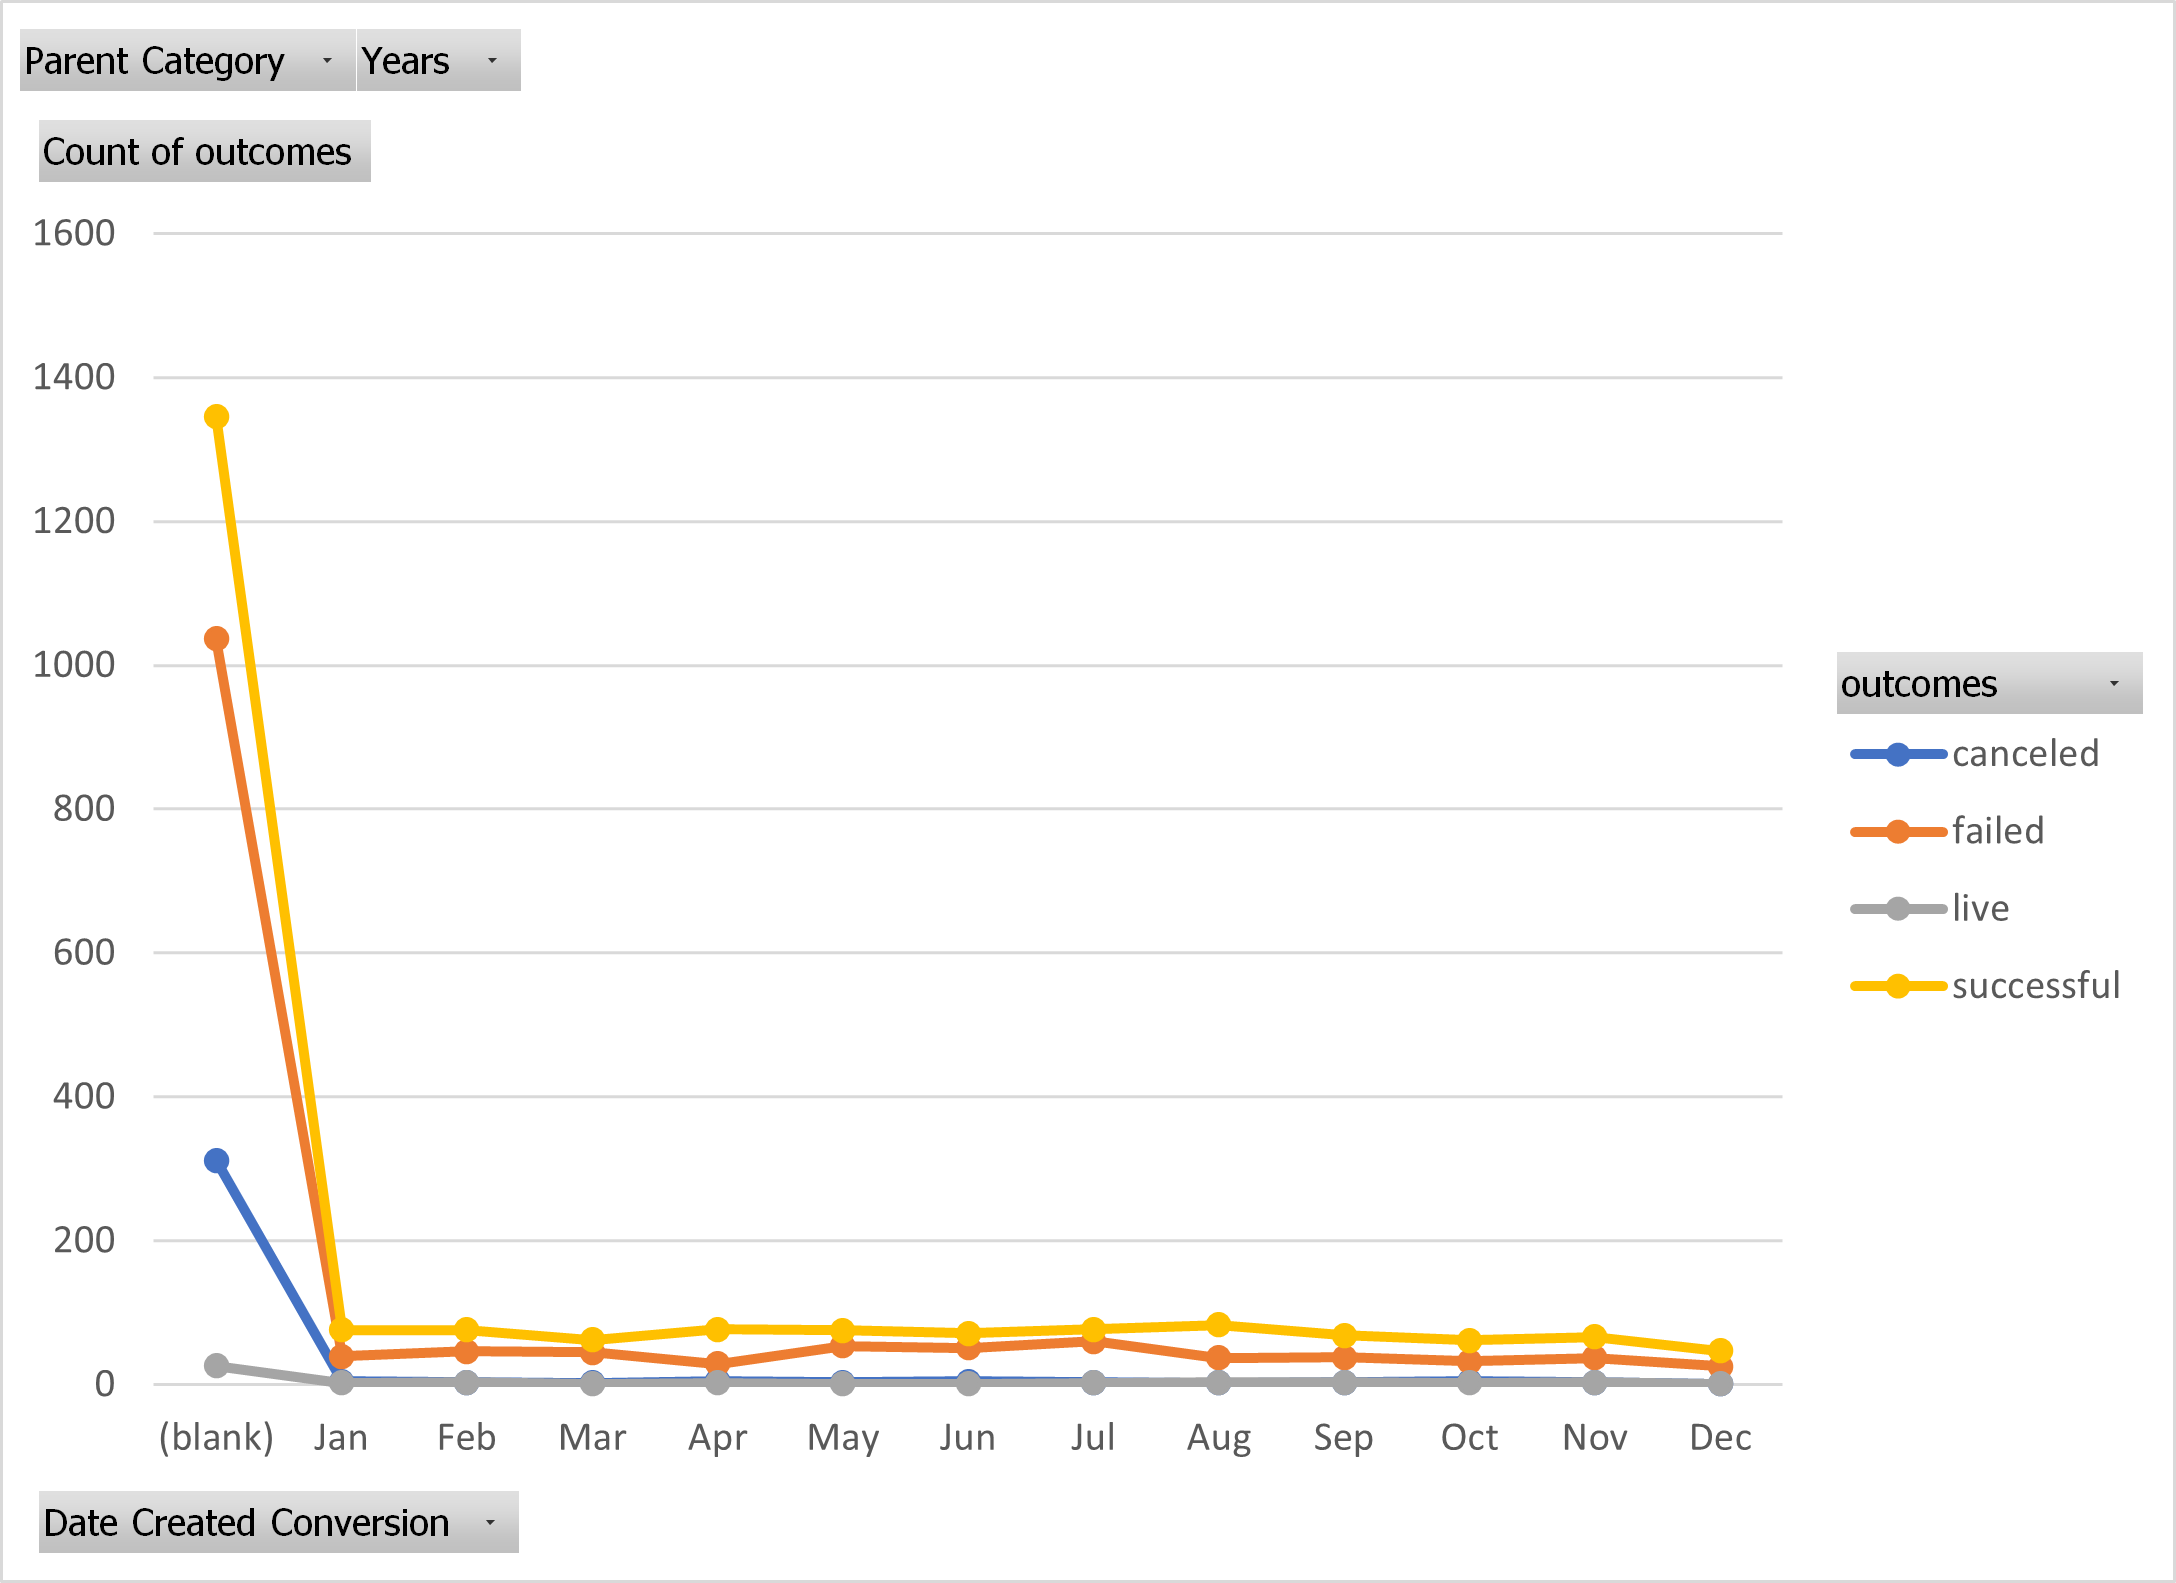 Parent Category Years
Count of outcomes
1600
1400
1200
1000
800
600
400
200
0
(blank) Jan Feb Mar Apr May Jun Jul Aug Sep Oct Nov Dec
outcomes
canceled
failed
live
successful
Date Created Conversion